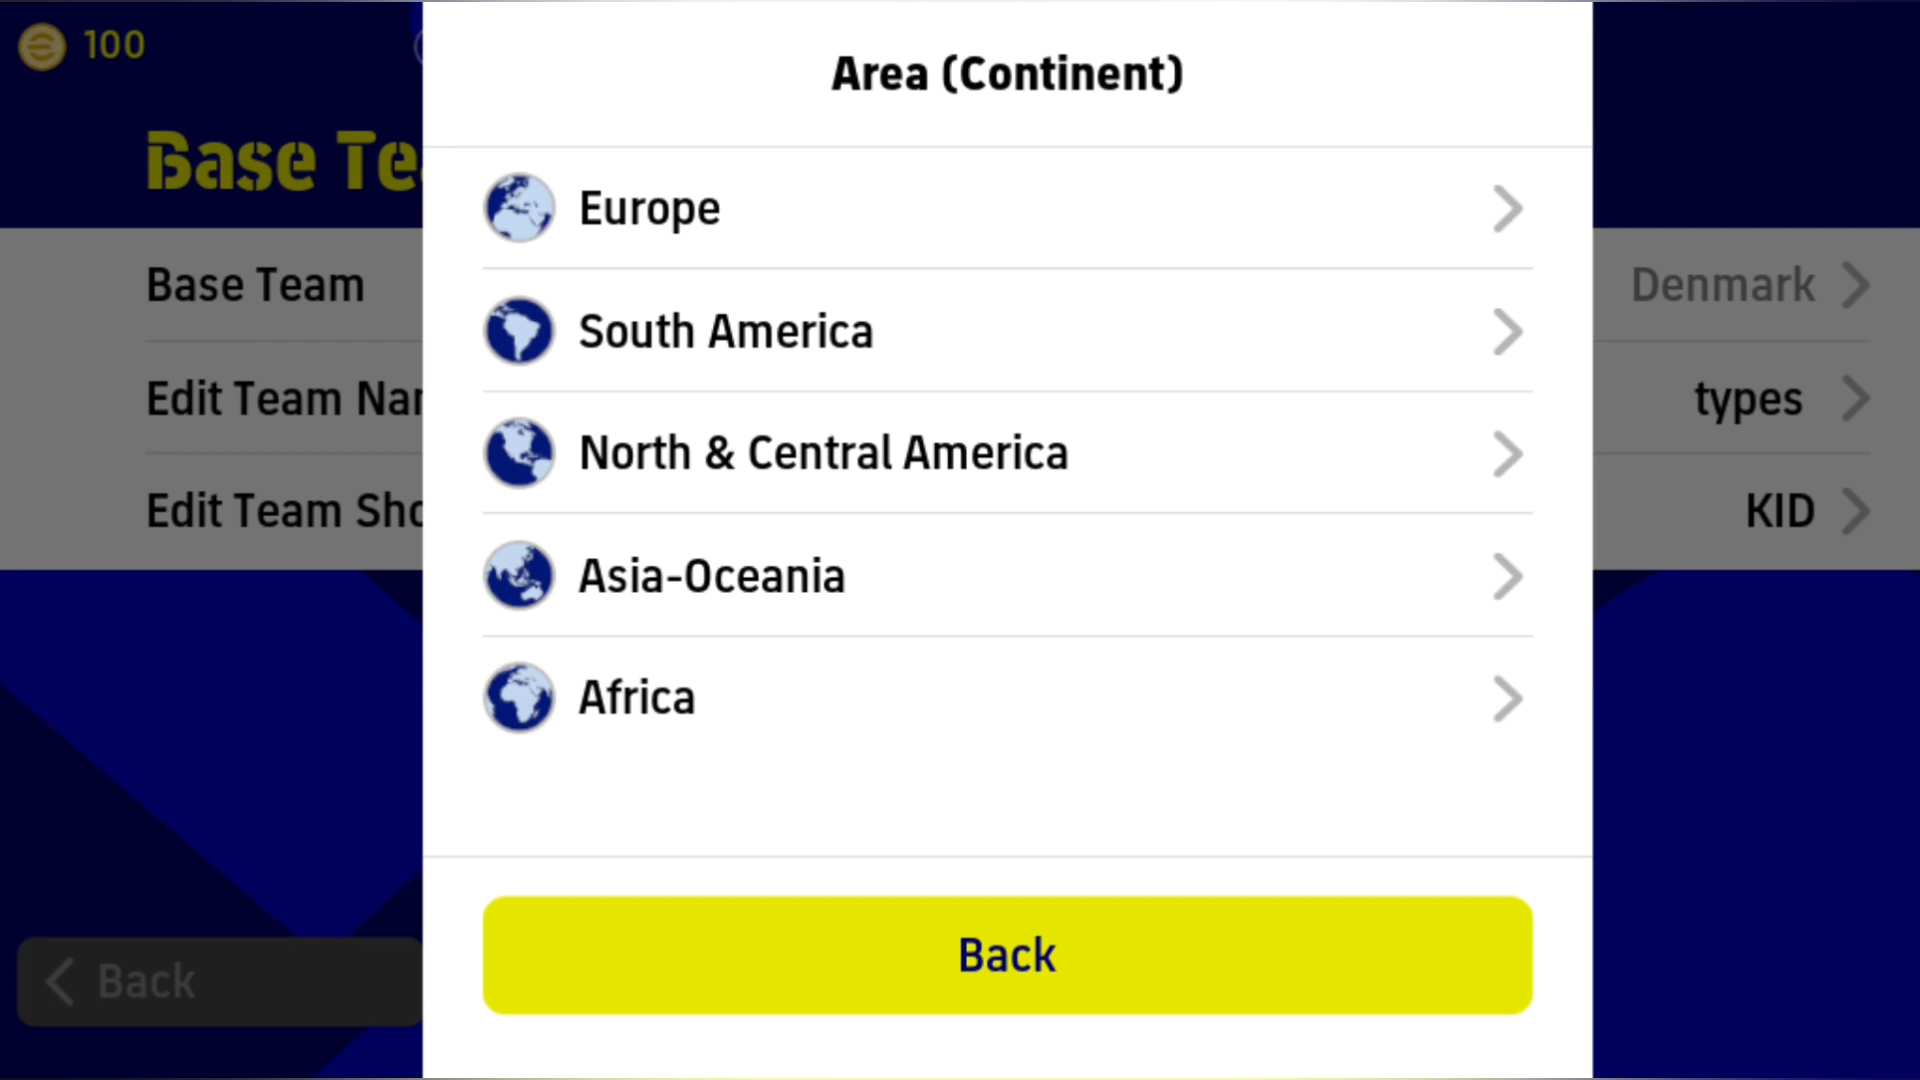 100
Area (Continent)
Base Te
Europe
Base Team
Denmark
South America
Edit Team Nar
types
North & Central America
Edit Team Sho
KID
Asia-Oceania
Africa
Back
Back